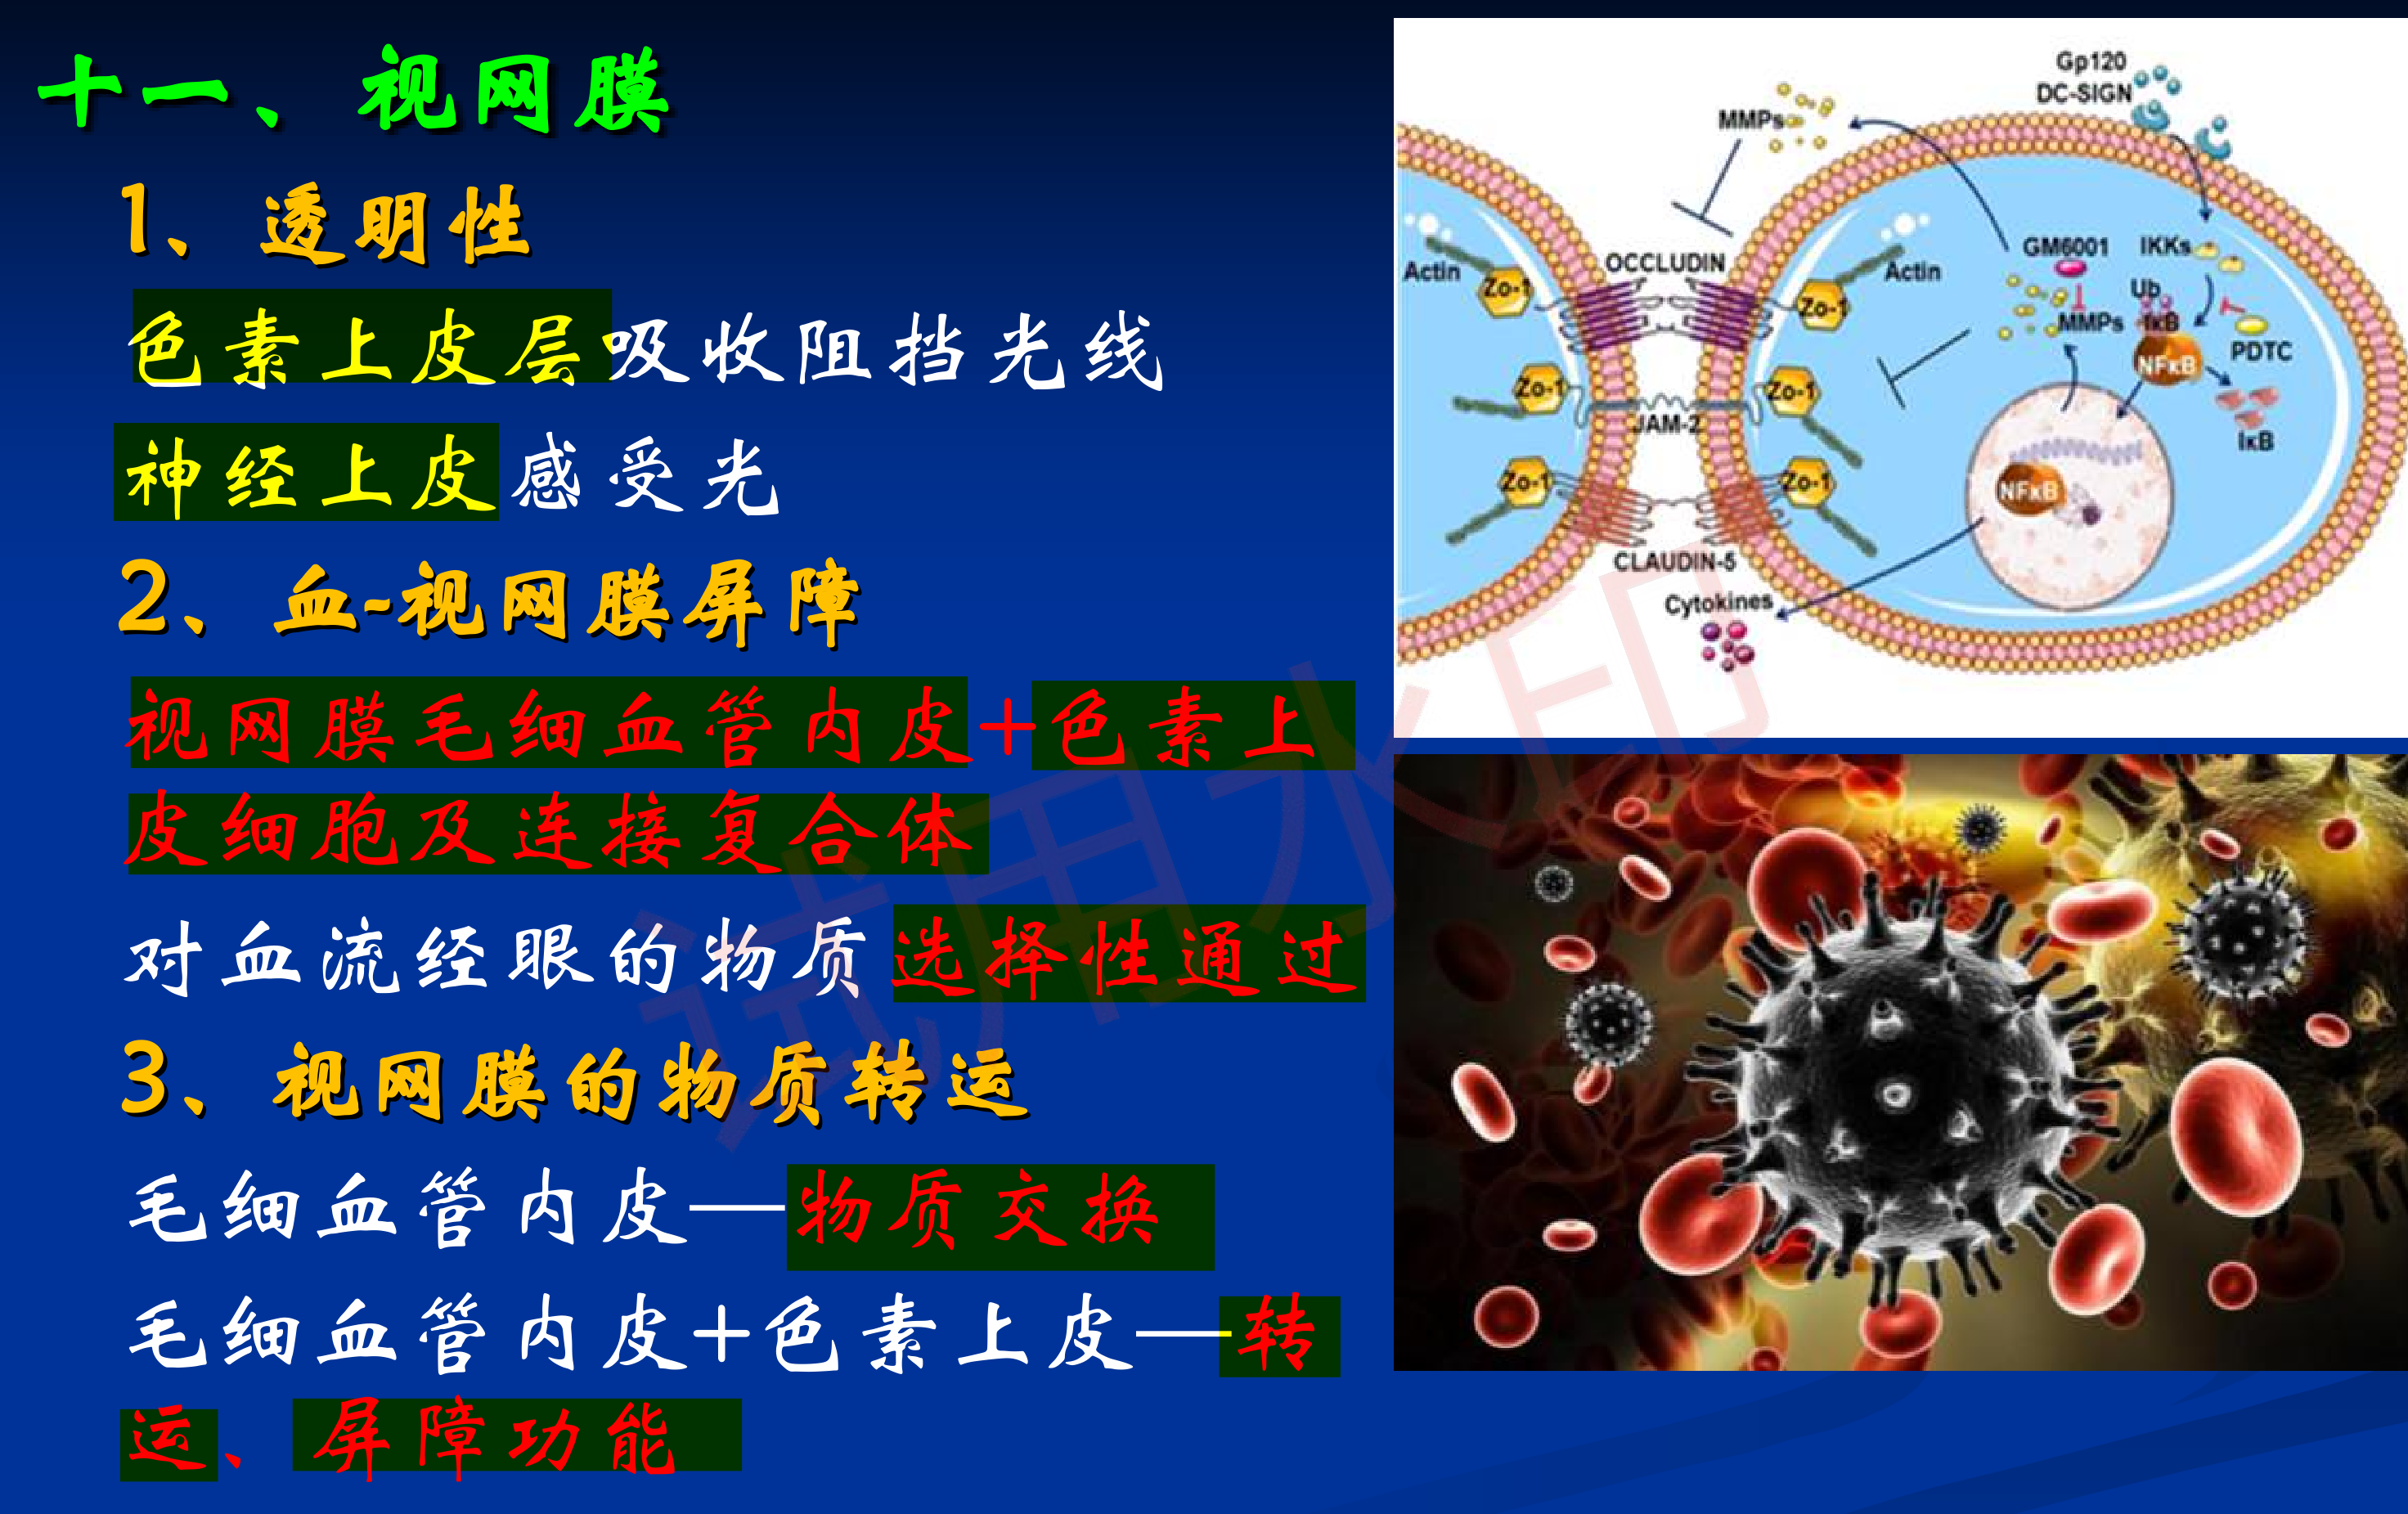 十一、视网膜
1、透明性
色素上皮层吸收阻挡光线
神经上皮感受光
2、血-视网膜屏障
视网膜毛细血管内皮+色素上
皮细胞及连接复合体
对血流经眼的物质选择性通过
3、视网膜的物质转运
毛细血管内皮—物质交换
毛细血管内皮+色素上皮—转
运、屏障功能
Gp120
DC-SIGN
MMPs
OCCLUDIN
Actin
Zo-1
Zo-1
Actin
GM6001
IKKs
Ub
MMPs
IκB
PDTC
NFκB
IκB
Zo-1
Zo-1
JAM-2
Zo-1
Zo-1
NFκB
CLAUDIN-5
Cytokines
试用水印